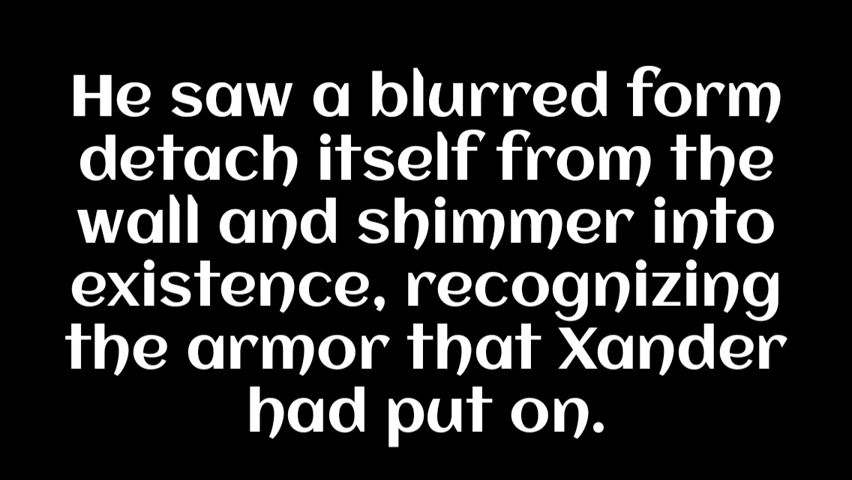 He saw a blurred form
detach itself from the
wall and shimmer into
existence, recognizing
the armor that Xander
had put on.